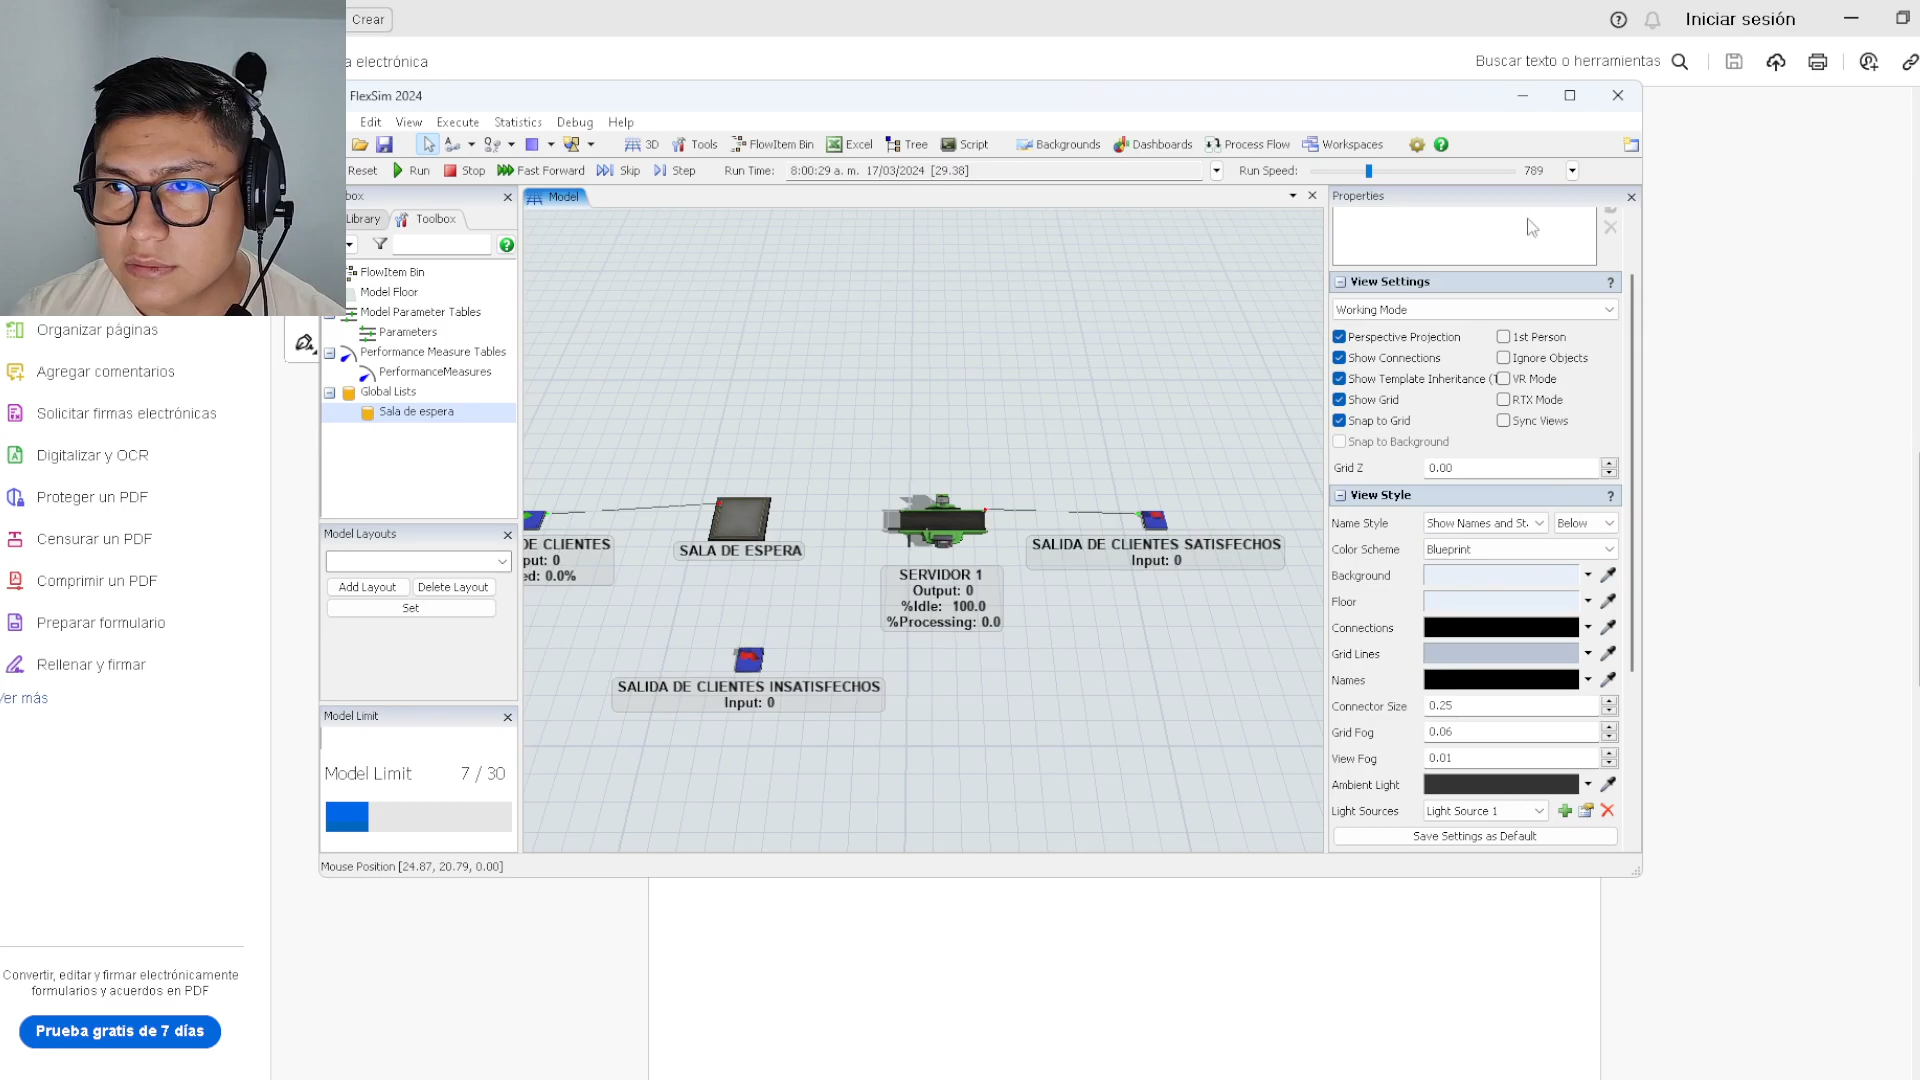 Crear
Iniciar sesión
a electrónica
Buscar texto o herramientas
FlexSim 2024
Edit View Execute Statistics Debug Help
3D Tools FlowItem Bin Excel Tree Script Backgrounds Dashboards Process Flow Workspaces
Reset Run Stop Fast Forward Skip Step Run Time: 8:00:29 a. m. 17/03/2024 [29.38] Run Speed: 789
box
Library Toolbox
FlowItem Bin
Model Floor
Model Parameter Tables
Parameters
Performance Measure Tables
PerformanceMeasures
Global Lists
Sala de espera
Model Layouts
Add Layout Delete Layout
Set
Model Limit
Model Limit 7 / 30
Mouse Position [24.87, 20.79, 0.00]
Model
DE CLIENTES
put: 0
ed: 0.0%
SALA DE ESPERA
SERVIDOR 1
Output: 0
%Idle: 100.0
%Processing: 0.0
SALIDA DE CLIENTES SATISFECHOS
Input: 0
SALIDA DE CLIENTES INSATISFECHOS
Input: 0
Properties
View Settings ?
Working Mode
Perspective Projection 1st Person
Show Connections Ignore Objects
Show Template Inheritance (T VR Mode
Show Grid RTX Mode
Snap to Grid Sync Views
Snap to Background
Grid Z 0.00
View Style ?
Name Style Show Names and St. Below
Color Scheme Blueprint
Background
Floor
Connections
Grid Lines
Names
Connector Size 0.25
Grid Fog 0.06
View Fog 0.01
Ambient Light
Light Sources Light Source 1
Save Settings as Default
Organizar páginas
Agregar comentarios
Solicitar firmas electrónicas
Digitalizar y OCR
Proteger un PDF
Censurar un PDF
Comprimir un PDF
Preparar formulario
Rellenar y firmar
Ver más
Convertir, editar y firmar electrónicamente
formularios y acuerdos en PDF
Prueba gratis de 7 días